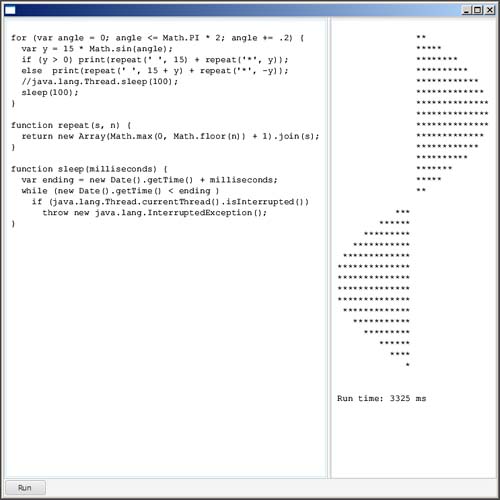 for (var angle = 0; angle <= Math.PI * 2; angle += .2) {
  var y = 15 * Math.sin(angle);
  if (y > 0) print(repeat(' ', 15) + repeat('*', y));
  else  print(repeat(' ', 15 + y) + repeat('*', -y));
  //java.lang.Thread.sleep(100);
  sleep(100);
}

function repeat(s, n) {
  return new Array(Math.max(0, Math.floor(n)) + 1).join(s);
}

function sleep(milliseconds) {
  var ending = new Date().getTime() + milliseconds;
  while (new Date().getTime() < ending )
    if (java.lang.Thread.currentThread().isInterrupted())
      throw new java.lang.InterruptedException();
}
               **
               *****
               ********
               **********
               ************
               *************
               **************
               **************
               **************
               *************
               ************
               **********
               *******
               *****
               **

           ***
        ******
     *********
   ***********
 *************
**************
**************
**************
**************
 *************
   ***********
     *********
        ******
          ****
             *
Run time: 3325 ms
Run